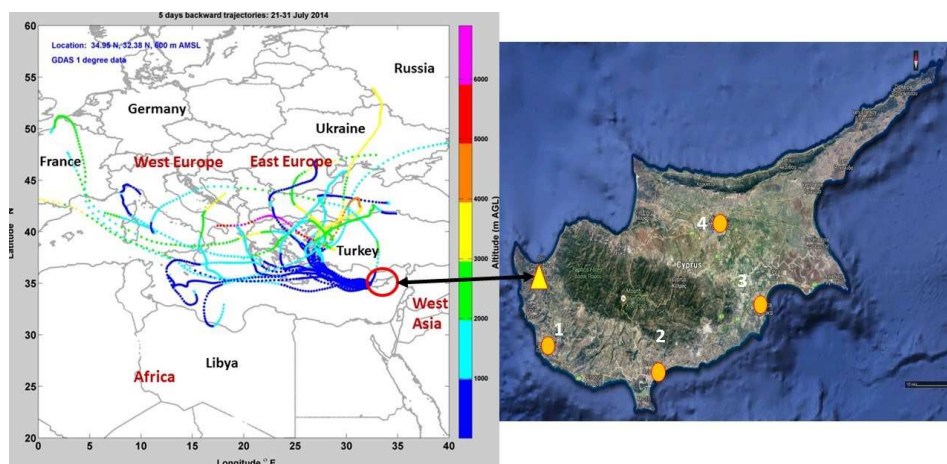 5 days backward trajectories: 21-31 July 2014
Location: 34.95 N, 32.38 N, 600 m AMSL
GDAS 1 degree data
Russia
Germany
Ukraine
France
West Europe
East Europe
Turkey
West
Asia
Libya
Africa
60
55
50
45
40
35
30
25
20
0
5
10
15
20
25
30
35
40
Latitude ° N
Longitude ° E
6000
5000
4000
3000
2000
1000
Altitude (m AGL)
4
Cyprus
3
1
2